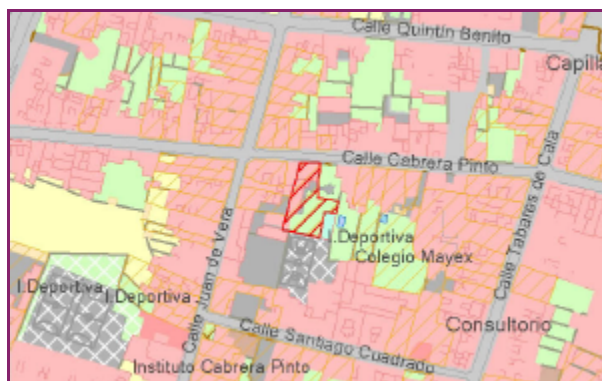 Calle Quintín Benito
Capilla
Calle Cabrera Pinto
Calle Juan de Vera
Calle Tabares de Cala
I.Deportiva
Colegio Mayex
I.Deportiva
I.Deportiva
Calle Santiago Cuadrado
Consultorio
Instituto Cabrera Pinto